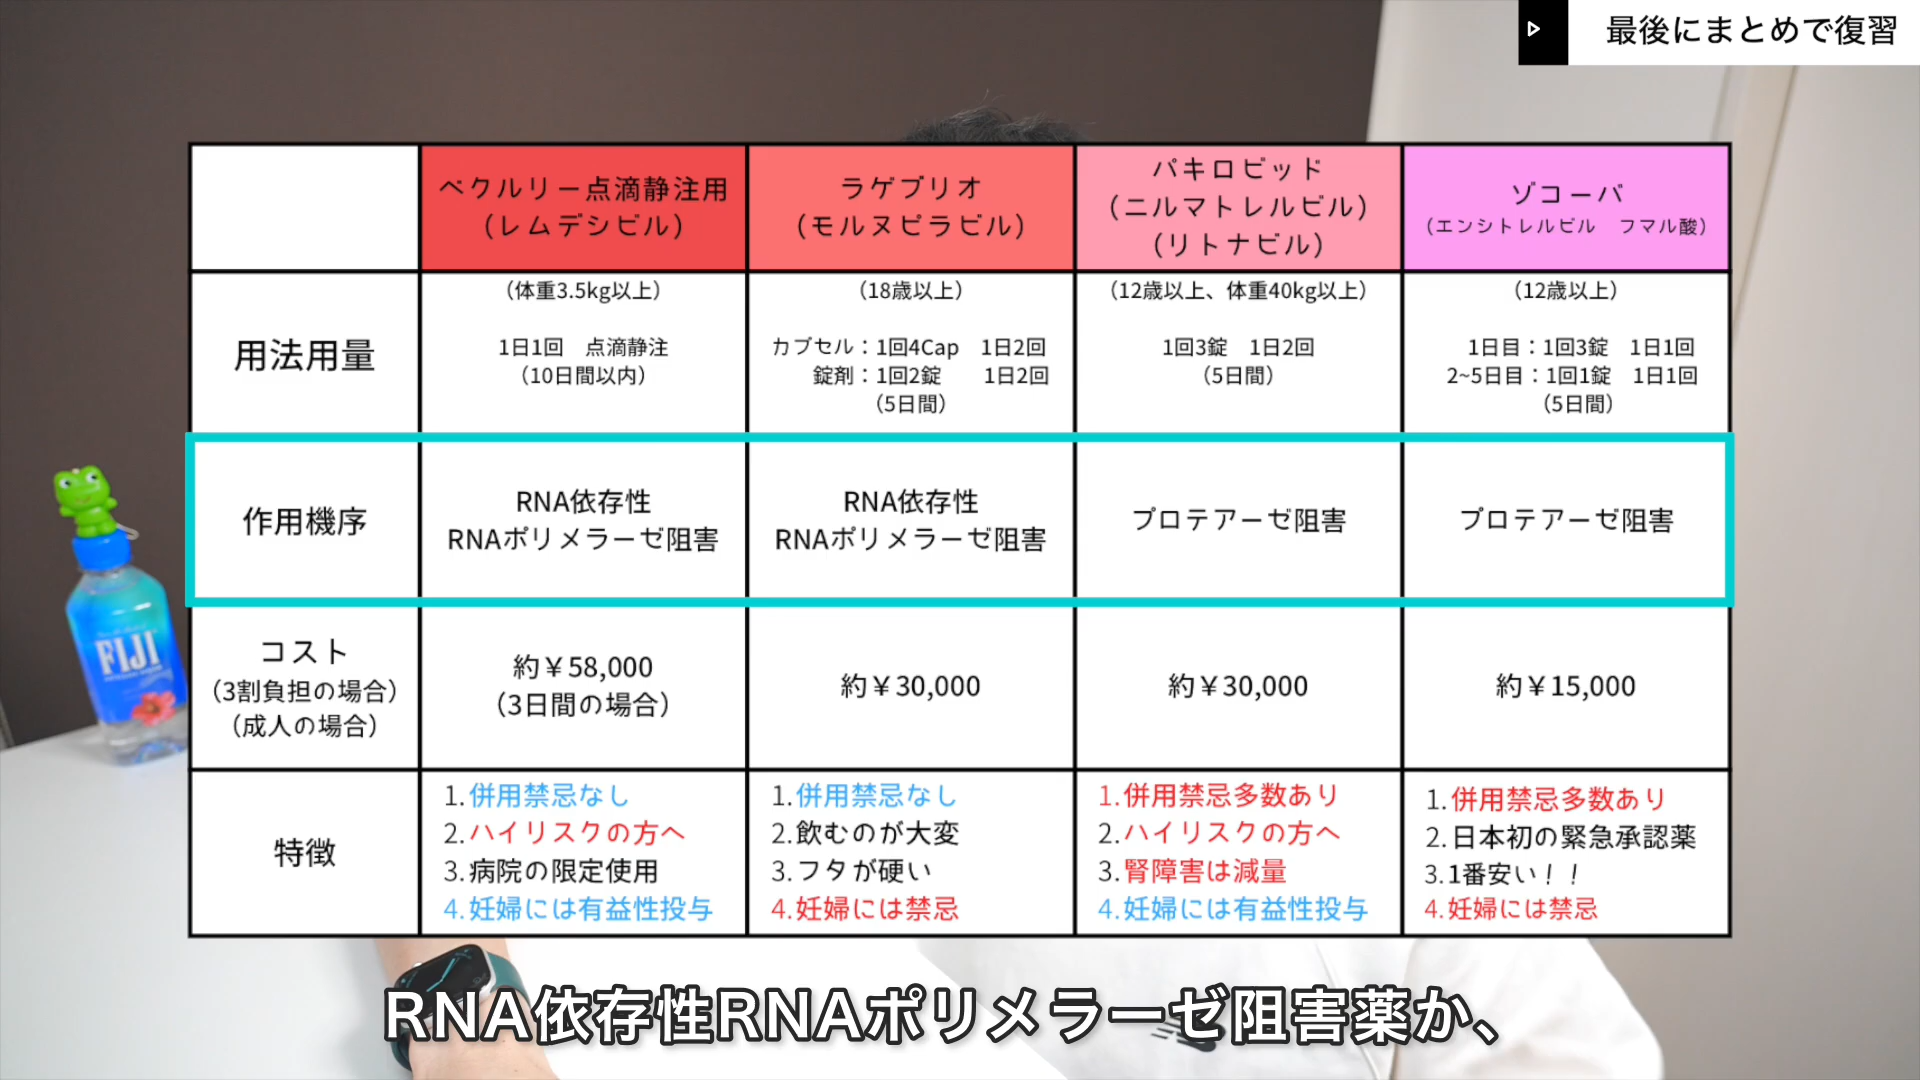 最後にまとめで復習
ベクルリー点滴静注用
（レムデシビル）
ラゲブリオ
（モルヌピラビル）
パキロビッド
（ニルマトレルビル）
（リトナビル）
ゾコーバ
（エンシトレルビル　フマル酸）
用法用量
（体重3.5kg以上）
1日1回　点滴静注
（10日間以内）
（18歳以上）
カプセル：1回4Cap　1日2回
錠剤：1回2錠　　1日2回
（5日間）
（12歳以上、体重40kg以上）
1回3錠　1日2回
（5日間）
（12歳以上）
1日目：1回3錠　1日1回
2~5日目：1回1錠　1日1回
（5日間）
作用機序
RNA依存性
RNAポリメラーゼ阻害
RNA依存性
RNAポリメラーゼ阻害
プロテアーゼ阻害
プロテアーゼ阻害
コスト
（3割負担の場合）
（成人の場合）
約￥58,000
（3日間の場合）
約￥30,000
約￥30,000
約￥15,000
特徴
1.併用禁忌なし
2.ハイリスクの方へ
3.病院の限定使用
4.妊婦には有益性投与
1.併用禁忌なし
2.飲むのが大変
3.フタが硬い
4.妊婦には禁忌
1.併用禁忌多数あり
2.ハイリスクの方へ
3.腎障害は減量
4.妊婦には有益性投与
1.併用禁忌多数あり
2.日本初の緊急承認薬
3.1番安い！！
4.妊婦には禁忌
FIJI
RNA依存性RNAポリメラーゼ阻害薬か、